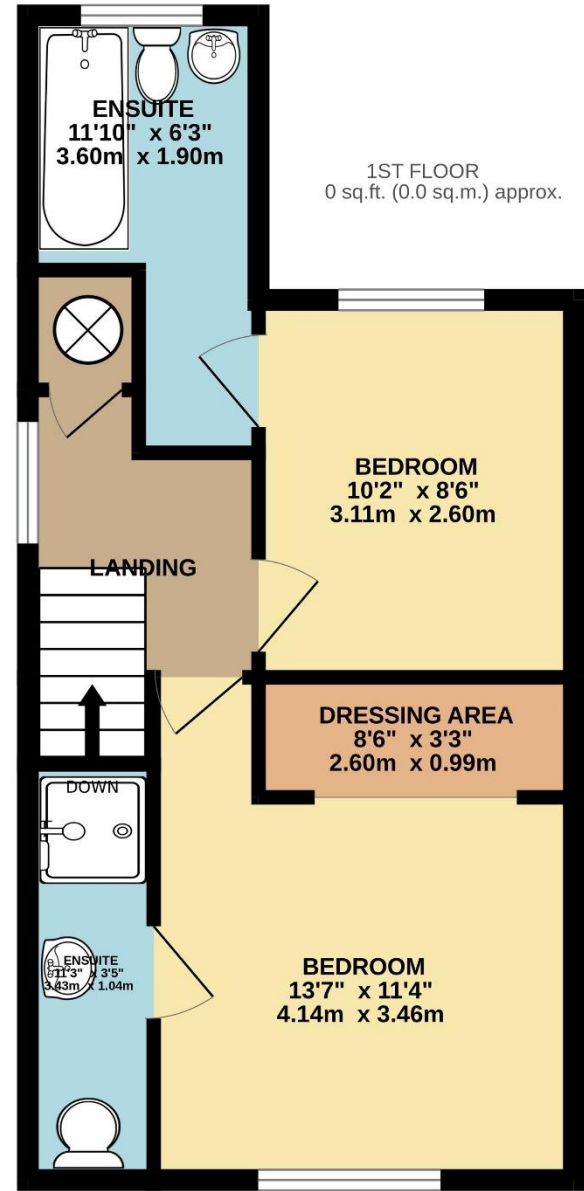 ENSUITE
11'10" x 6'3"
3.60m x 1.90m
1ST FLOOR
0 sq.ft. (0.0 sq.m.) approx.
BEDROOM
10'2" x 8'6"
3.11m x 2.60m
LANDING
DRESSING AREA
8'6" x 3'3"
2.60m x 0.99m
DOWN
ENSUITE
11'3" x 3'5"
3.43m x 1.04m
BEDROOM
13'7" x 11'4"
4.14m x 3.46m